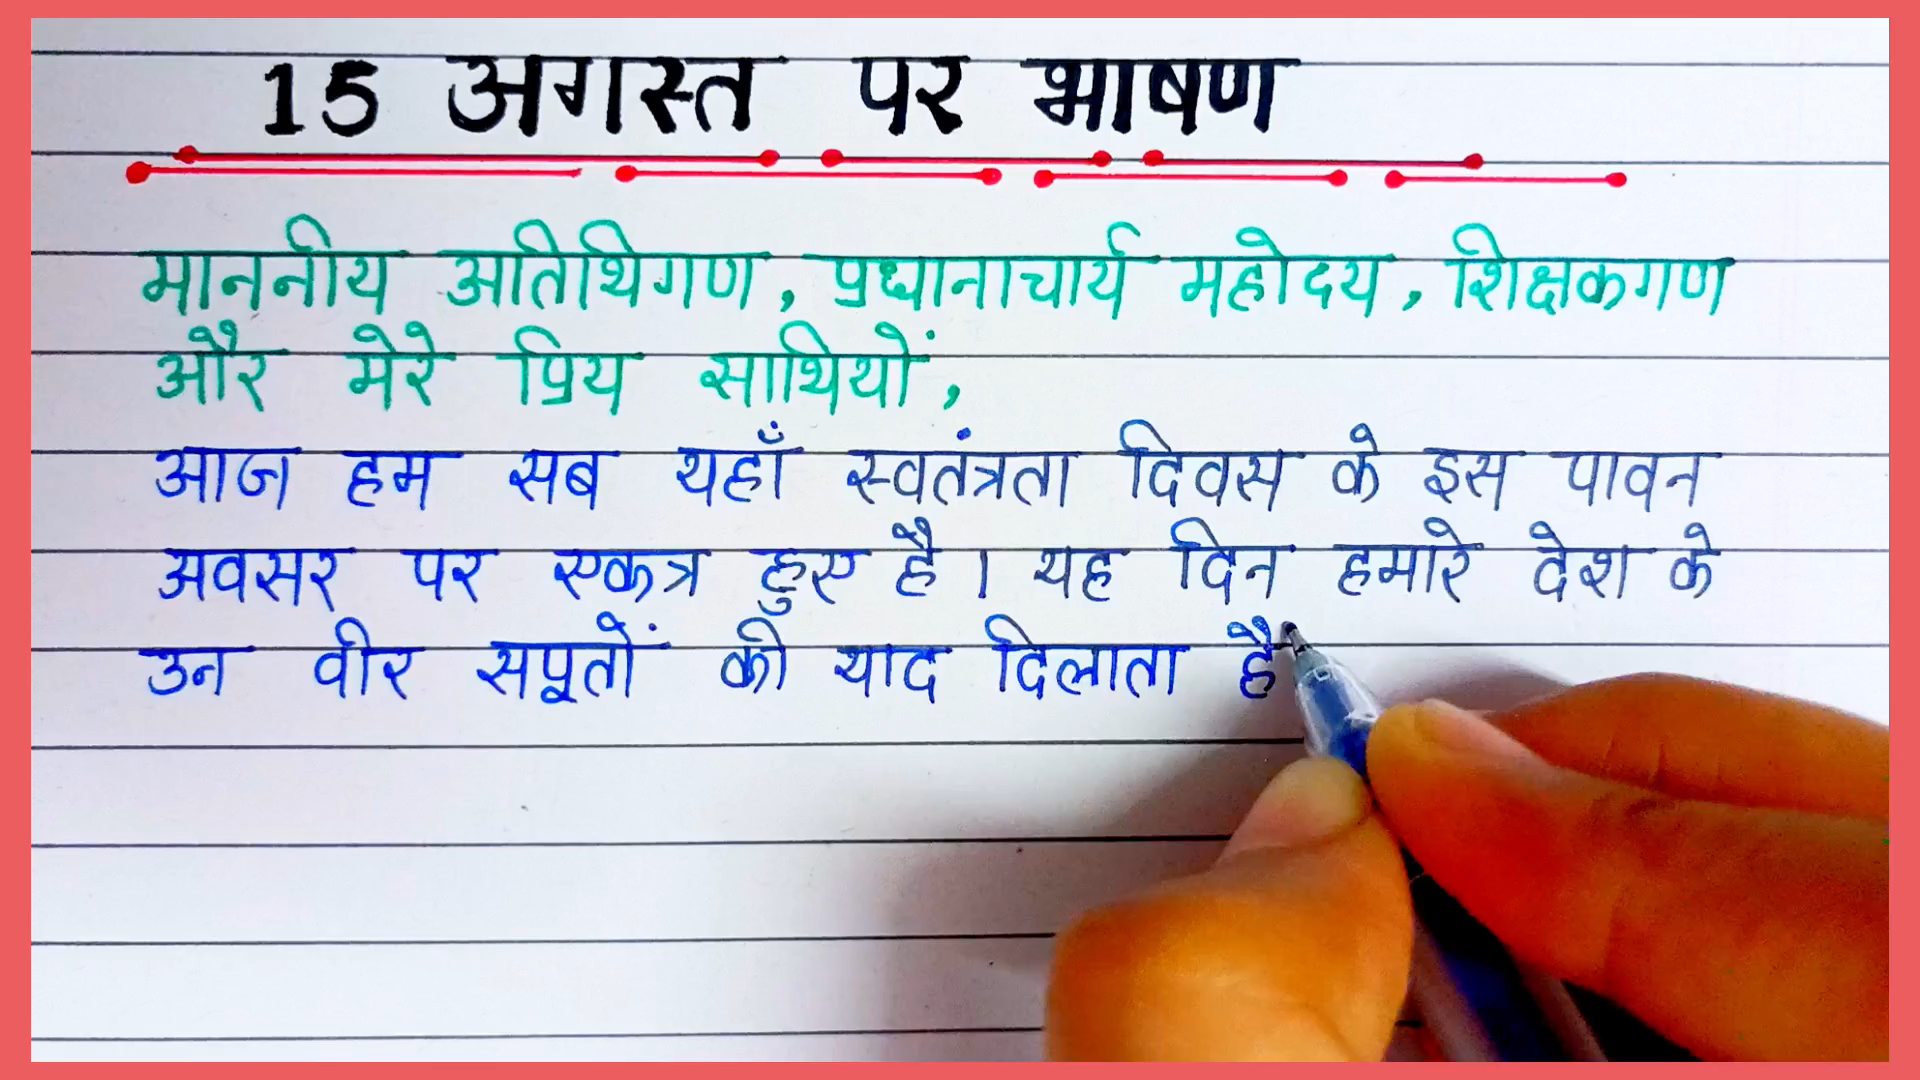 15 अगस्त पर भाषण
माननीय अतिथिगण, प्रधानाचार्य महोदय, शिक्षकगण
और मेरे प्रिय साथियों,
आज हम सब यहाँ स्वतंत्रता दिवस के इस पावन
अवसर पर एकत्र हुए है। यह दिन हमारे देश के
उन वीर सपूतों की याद दिलाता है